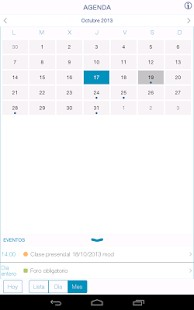 AGENDA
Octubre 2013
L M M J V S D
30 1 2 3 4 5 6
7 8 9 10 11 12 13
14 15 16 17 18 19 20
21 22 23 24 25 26 27
28 29 30 31 1 2 3
EVENTOS
14:00 Clase presencial 18/10/2013 mod
Día entero Foro obligatorio
Hoy Lista Día Mes